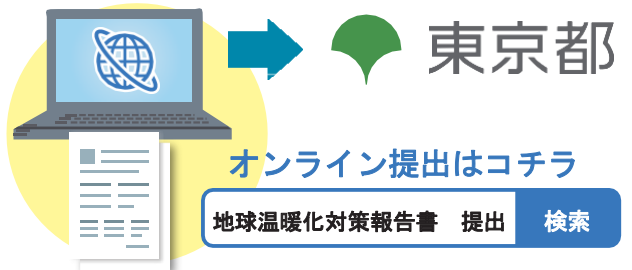 東京都
オンライン提出はコチラ
地球温暖化対策報告書　提出　検索